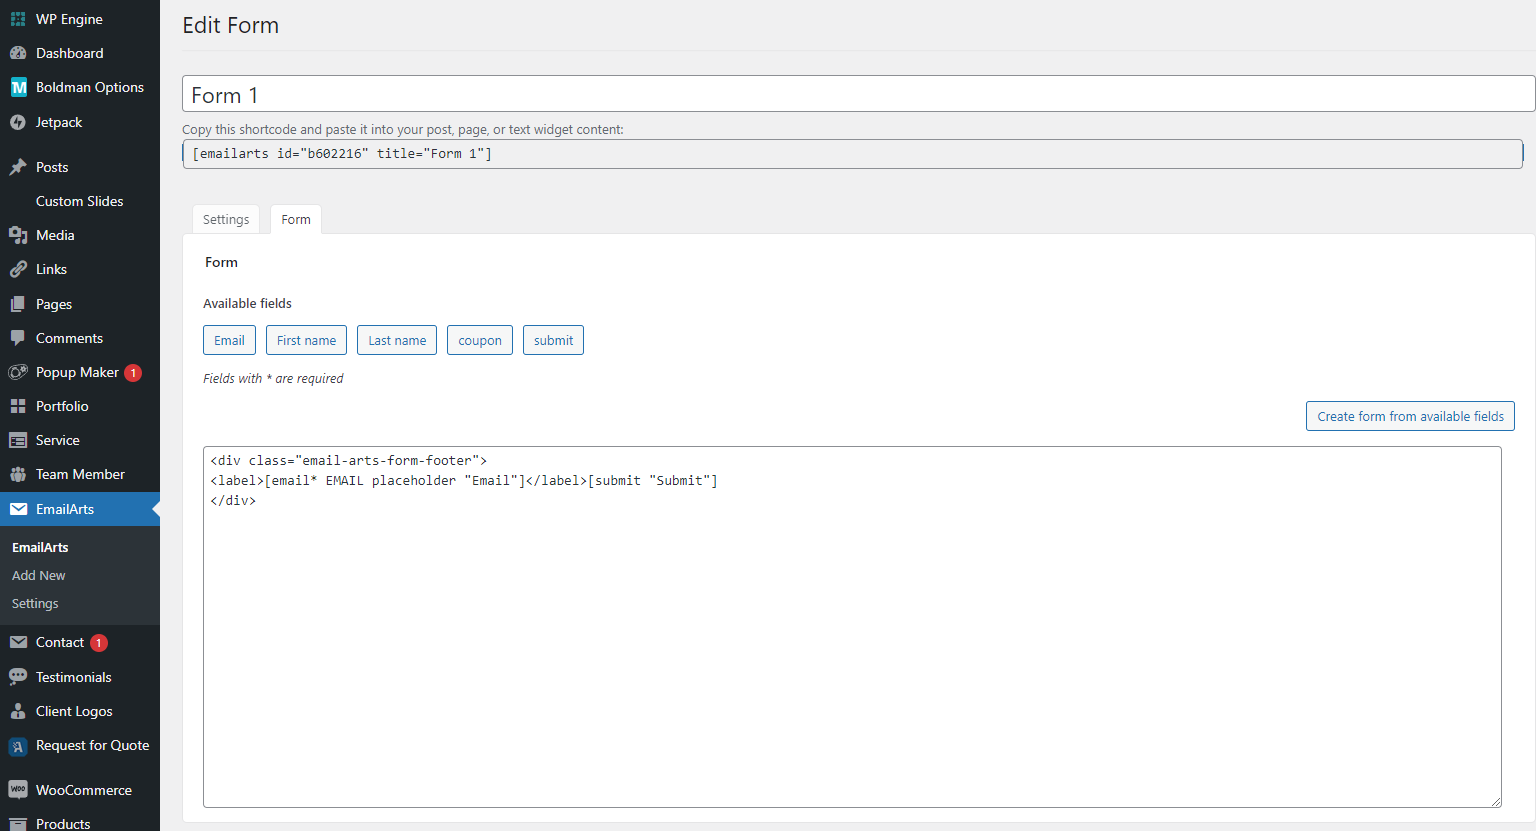 WP Engine
Dashboard
M Boldman Options
Jetpack
Posts
Custom Slides
Media
Links
Pages
Comments
Popup Maker 1
Portfolio
Service
Team Member
EmailArts
EmailArts
Add New
Settings
Contact 1
Testimonials
Client Logos
Request for Quote
WOO WooCommerce
Products
Edit Form
Form 1
Copy this shortcode and paste it into your post, page, or text widget content:
[emailarts id="b602216" title="Form 1"]
Settings Form
Form
Available fields
Email First name Last name coupon submit
Fields with * are required
Create form from available fields
<div class="email-arts-form-footer">
<label>[email* EMAIL placeholder "Email"]</label>[submit "Submit"]
</div>